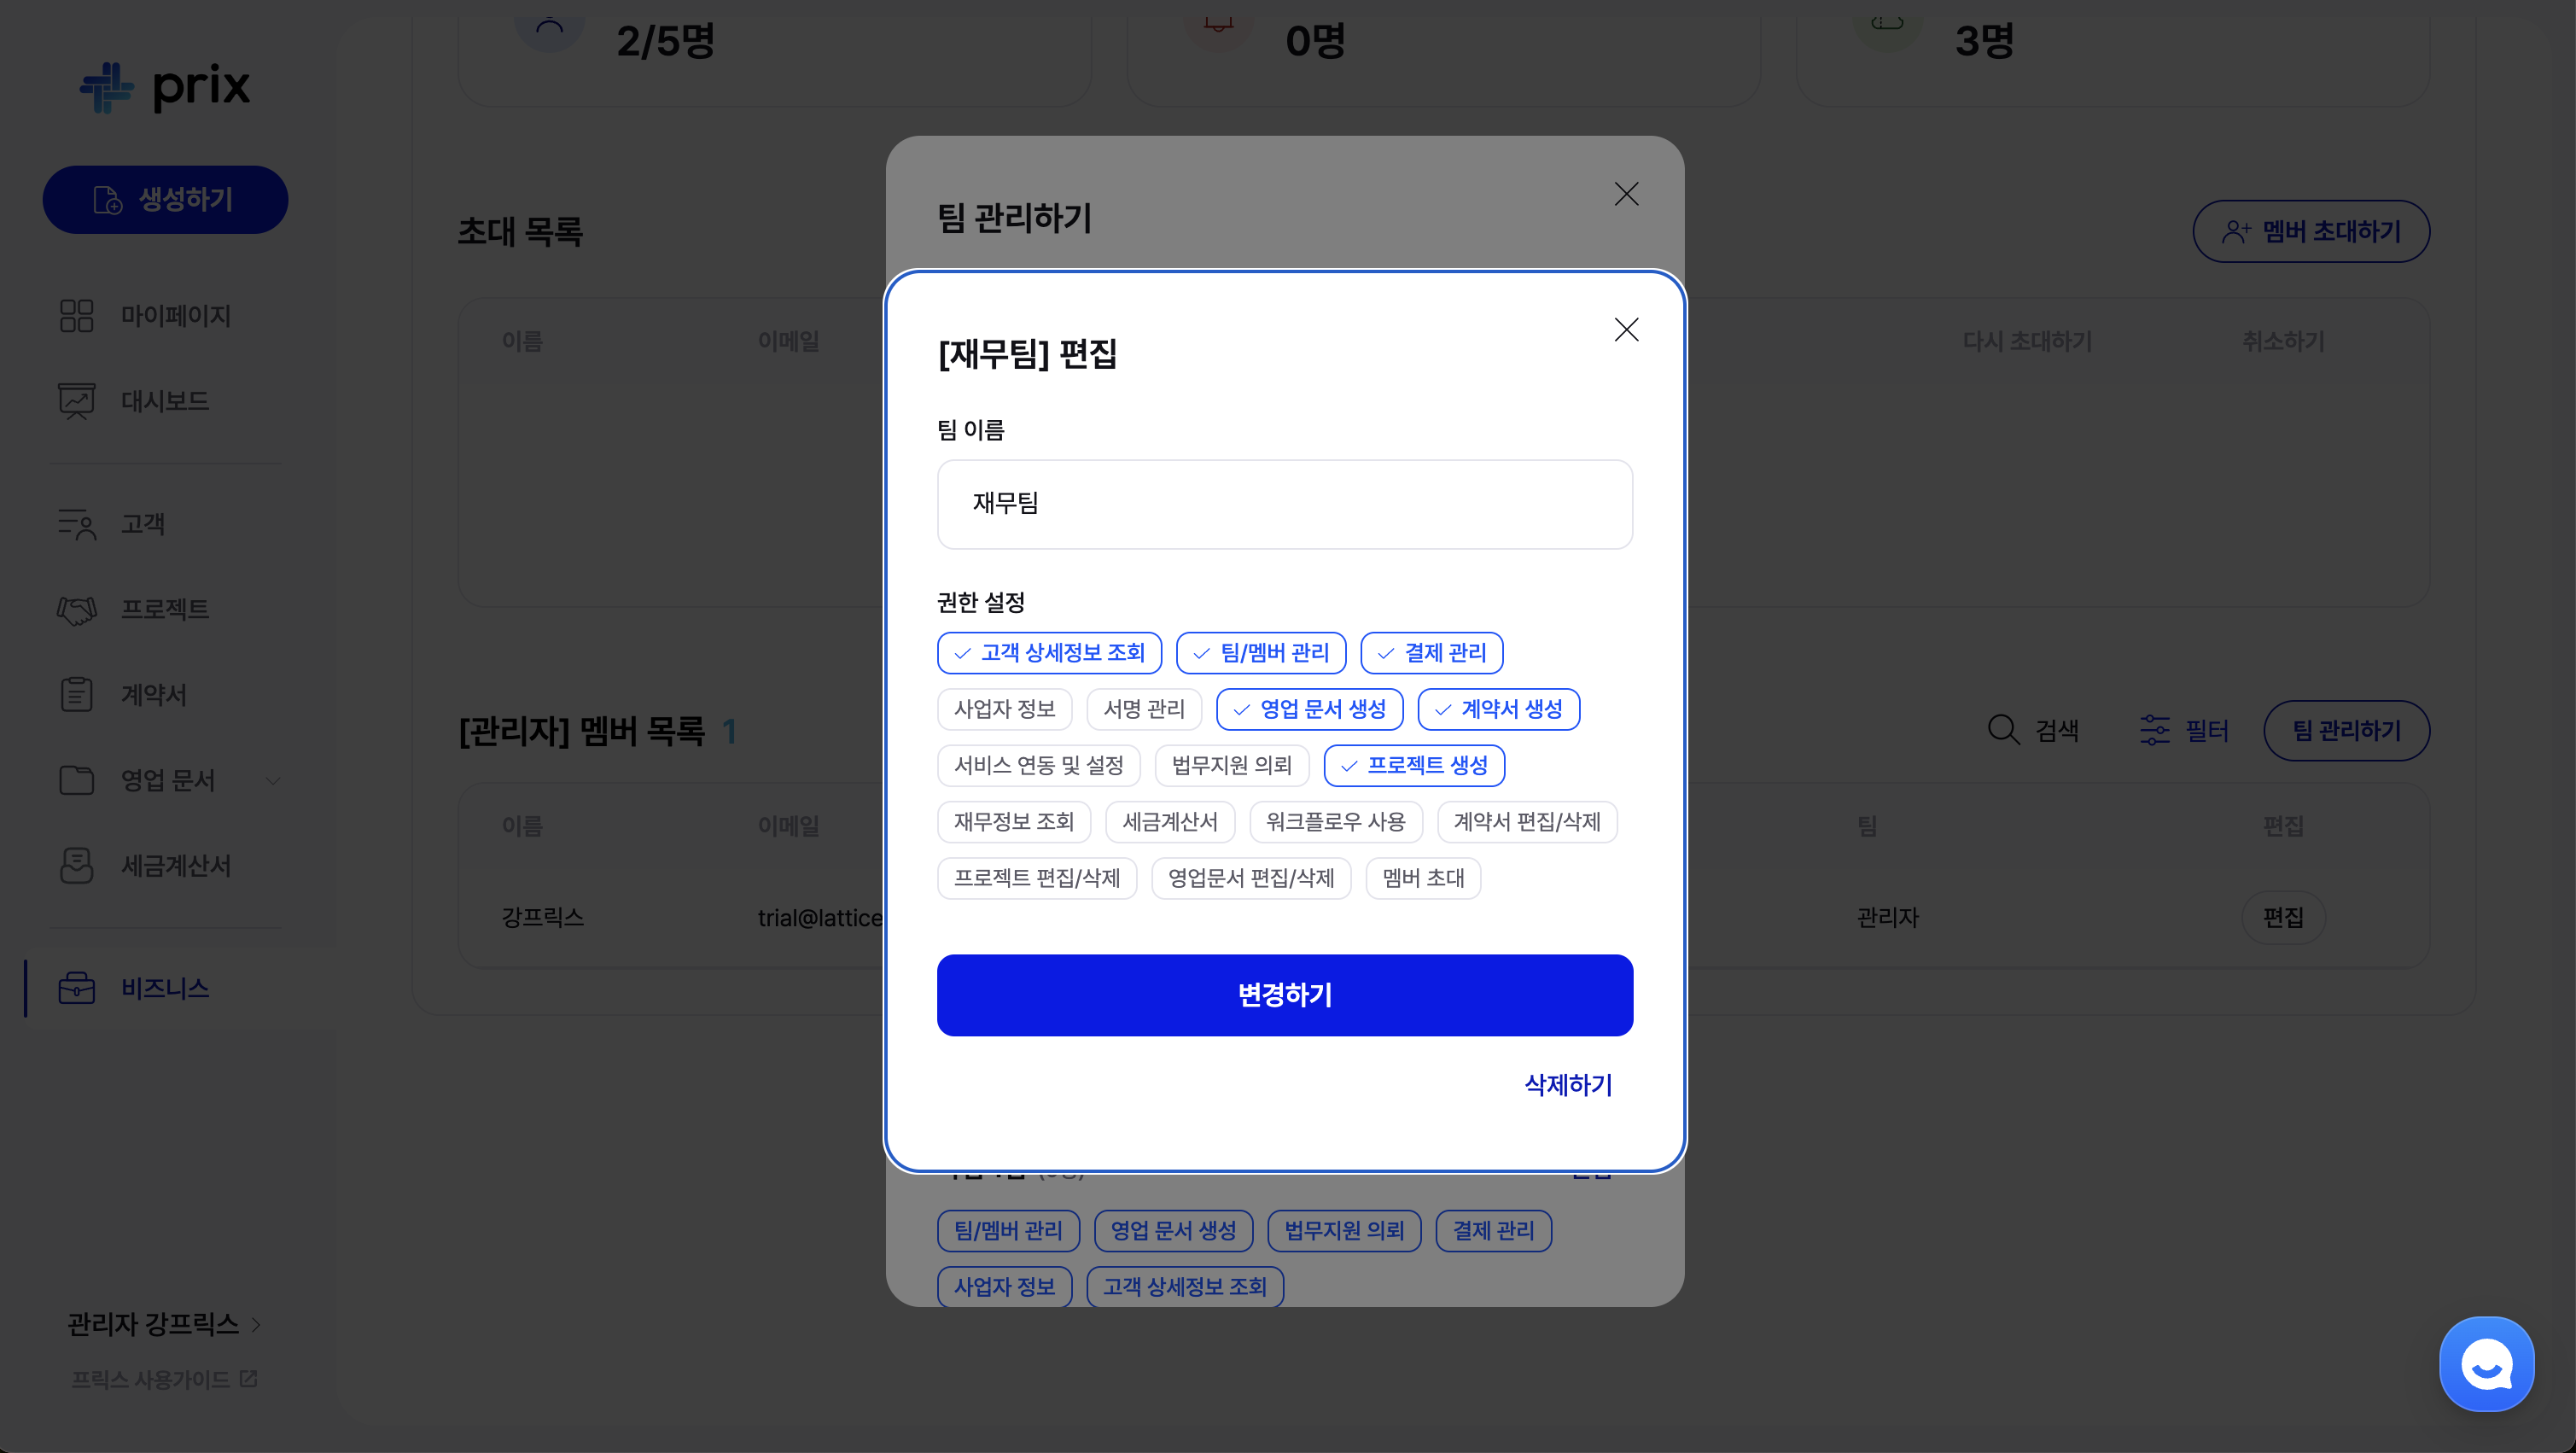 2/5명
0명
3명
prix
생성하기
마이페이지
대시보드
고객
프로젝트
계약서
영업 문서
세금계산서
비즈니스
관리자 강프릭스
프릭스 사용가이드
초대 목록
멤버 초대하기
이름 이메일 다시 초대하기 취소하기
[관리자] 멤버 목록 1
검색 필터 팀 관리하기
이름 이메일 팀 편집
강프릭스 trial@lattice 관리자 편집
팀 관리하기
[재무팀] 편집
팀 이름
재무팀
권한 설정
고객 상세정보 조회 팀/멤버 관리 결제 관리
사업자 정보 서명 관리 영업 문서 생성 계약서 생성
서비스 연동 및 설정 법무지원 의뢰 프로젝트 생성
재무정보 조회 세금계산서 워크플로우 사용 계약서 편집/삭제
프로젝트 편집/삭제 영업문서 편집/삭제 멤버 초대
변경하기
삭제하기
팀/멤버 관리 영업 문서 생성 법무지원 의뢰 결제 관리
사업자 정보 고객 상세정보 조회